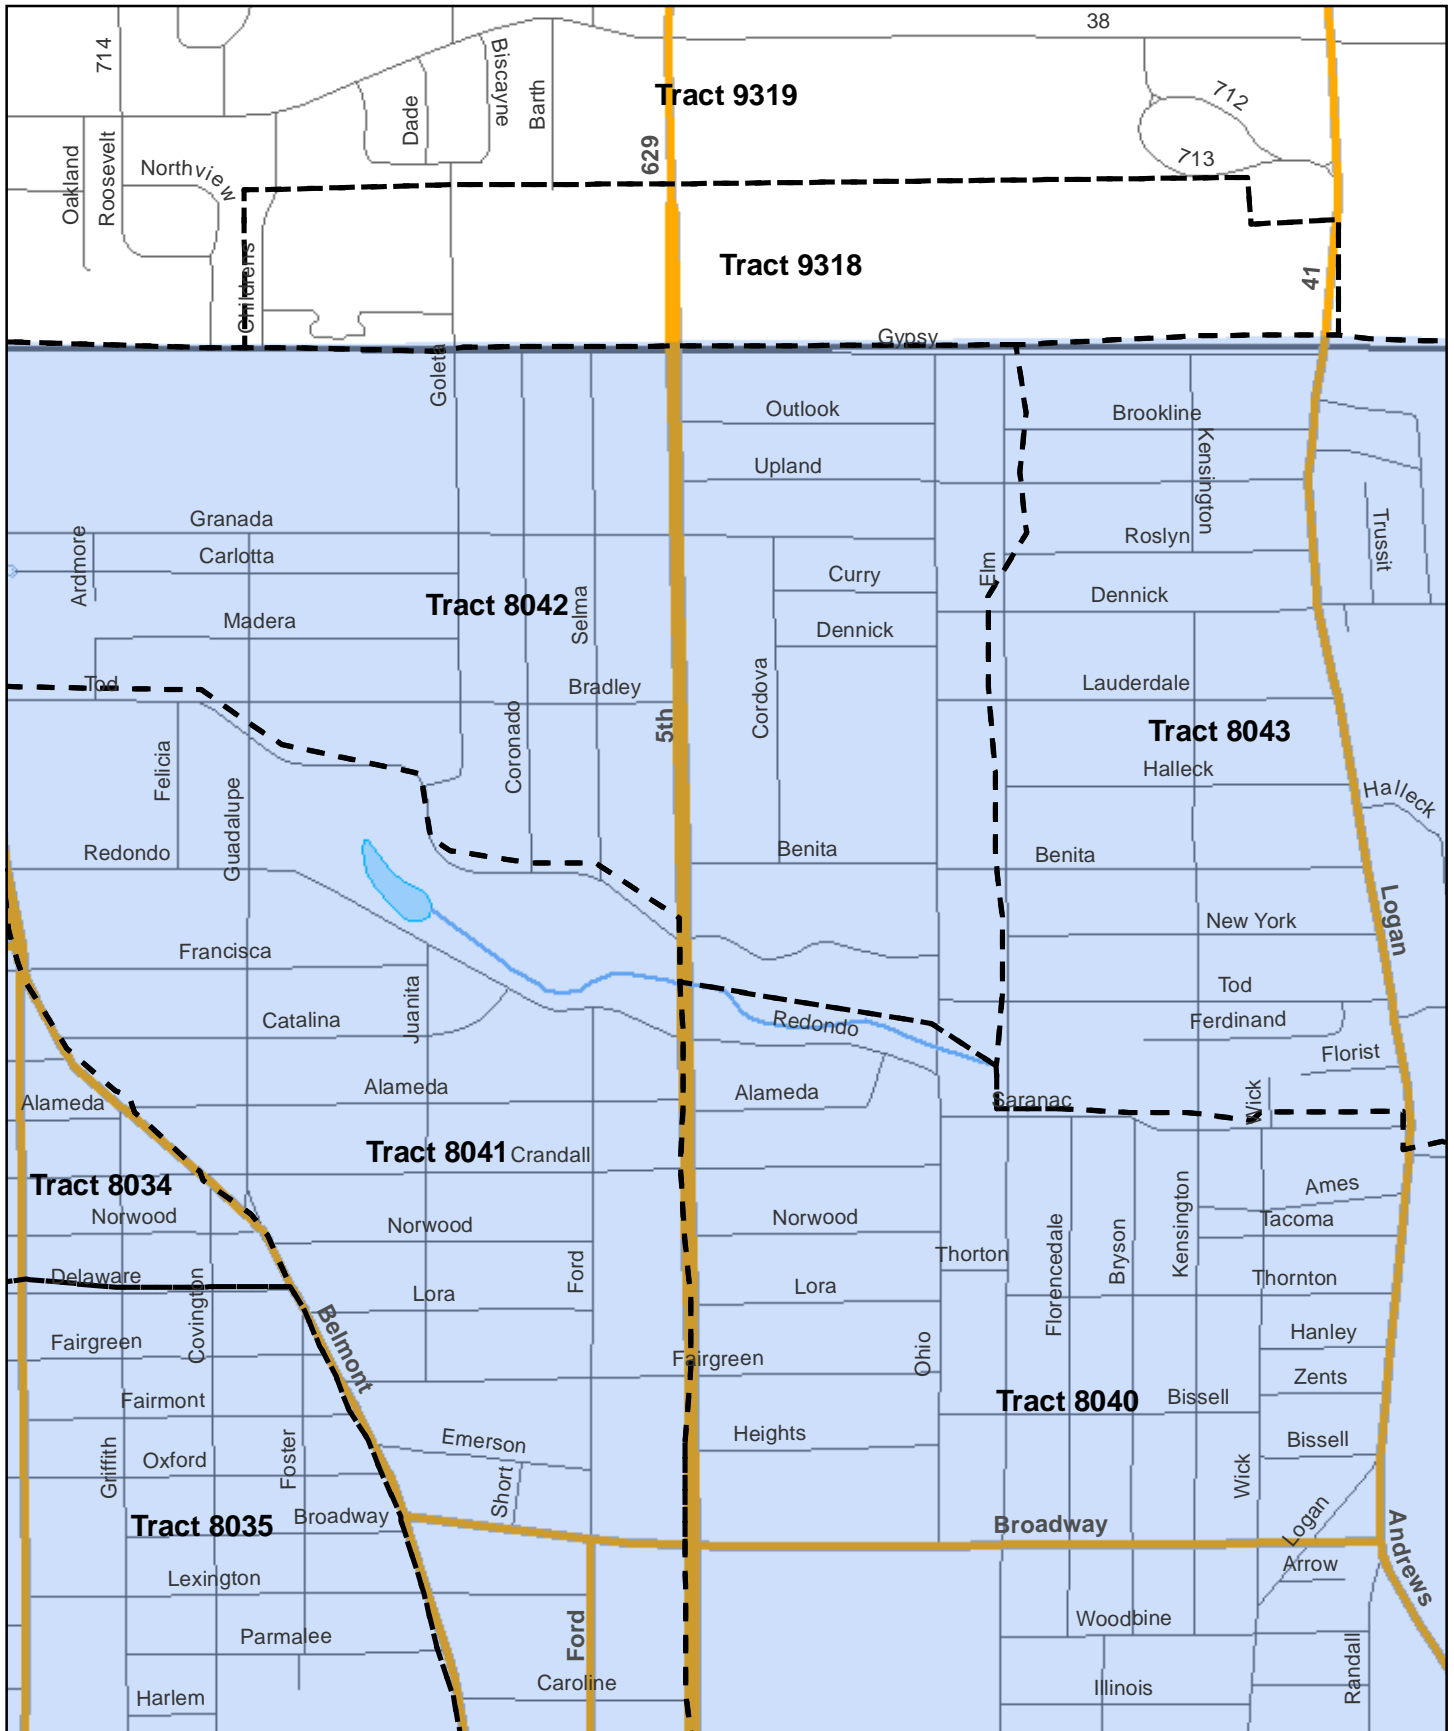 38
714
Biscayne
Barth
Dade
Tract 9319
712
713
629
Oakland
Roosevelt
Northview
Childrens
Tract 9318
41
Gypsy
Goleta
Outlook
Brookline
Kensington
Upland
Granada
Ardmore
Carlotta
Roslyn
Trussit
Elm
Curry
Dennick
Tract 8042
Selma
Madera
Dennick
Tod
Bradley
Cordova
Lauderdale
5th
Coronado
Tract 8043
Felicia
Guadalupe
Halleck
Halleck
Redondo
Benita
Benita
Logan
New York
Francisca
Juanita
Tod
Catalina
Redondo
Ferdinand
Florist
Alameda
Alameda
Alameda
Saranac
Wick
Tract 8041
Crandall
Tract 8034
Norwood
Norwood
Norwood
Ames
Tacoma
Kensington
Bryson
Florencedale
Thorton
Ford
Delaware
Covington
Lora
Lora
Thornton
Fairgreen
Belmont
Fairgreen
Ohio
Hanley
Zents
Fairmont
Tract 8040
Bissell
Griffith
Oxford
Foster
Emerson
Short
Heights
Bissell
Wick
Tract 8035
Broadway
Broadway
Logan
Andrews
Arrow
Lexington
Ford
Woodbine
Parmalee
Randall
Harlem
Caroline
Illinois